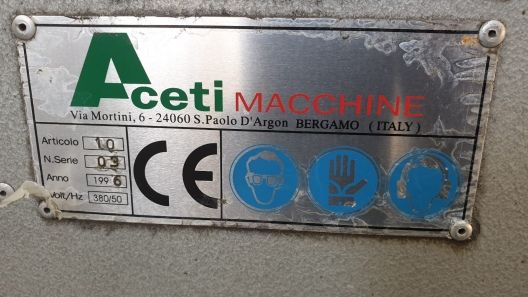 Aceti MACCHINE
Via Mortini, 6 - 24060 S. Paolo D'Argon BERGAMO (ITALY)
Articolo 10
N. Serie 03
Anno 1996
Volt/Hz 380/50
CE